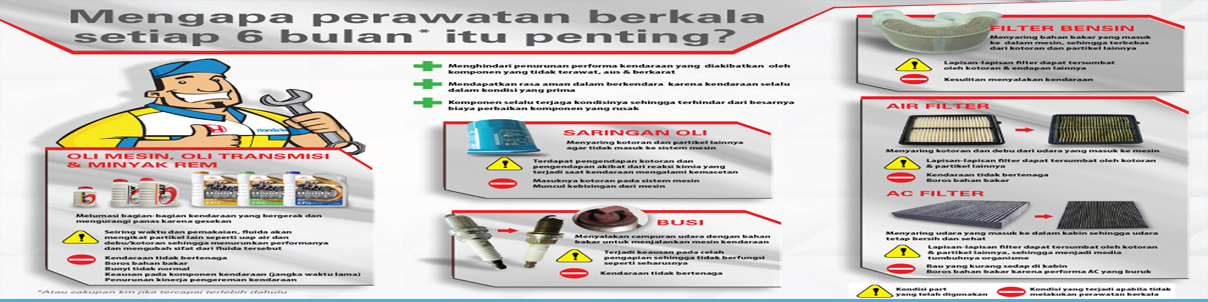 Mengapa perawatan berkala
setiap 6 bulan* itu penting?
Menghindari penurunan performa kendaraan yang diakibatkan oleh
komponen yang tidak terawat, aus & berkarat
Mendapatkan rasa aman dalam berkendara karena kendaraan selalu
dalam kondisi yang prima
Komponen selalu terjaga kondisinya sehingga terhindar dari besarnya
biaya perbaikan komponen yang rusak
OLI MESIN, OLI TRANSMISI
& MINYAK REM
Melumasi bagian-bagian kendaraan yang bergerak dan
mengurangi panas karena gesekan
Seiring waktu dan pemakaian, fluida akan
mengikat partikel lain seperti uap air dan
debu/kotoran sehingga menurunkan performanya
dan mengubah sifat dari fluida tersebut
Kendaraan tidak bertenaga
Boros bahan bakar
Bunyi tidak normal
Keausan pada komponen kendaraan (jangka waktu lama)
Penurunan kinerja pengereman kendaraan
*Atau cakupan km jika tercapai terlebih dahulu
SARINGAN OLI
Menyaring kotoran dan partikel lainnya
agar tidak masuk ke sistem mesin
Terdapat pengendapan kotoran dan
pengendapan akibat dari reaksi kimia yang
terjadi saat kendaraan mengalami kemacetan
Masuknya kotoran pada sistem mesin
Muncul kebisingan dari mesin
BUSI
Menyalakan campuran udara dengan bahan
bakar untuk menjalankan mesin kendaraan
Terjadi keausan pada celah
pengapian sehingga tidak berfungsi
seperti seharusnya
Kendaraan tidak bertenaga
FILTER BENSIN
Menyaring bahan bakar yang masuk
ke dalam mesin, sehingga terbebas
dari kotoran & endapan lainnya
Lapisan-lapisan filter dapat tersumbat
oleh kotoran & endapan lainnya
Kesulitan menyalakan kendaraan
AIR FILTER
Menyaring kotoran dan debu dari udara yang masuk ke mesin
Lapisan-lapisan filter dapat tersumbat oleh kotoran
& partikel lainnya
Kendaraan tidak bertenaga
Boros bahan bakar
AC FILTER
Menyaring udara yang masuk ke dalam kabin sehingga udara
tetap bersih dan sehat
Lapisan-lapisan filter dapat tersumbat oleh kotoran
& partikel lainnya, sehingga menjadi media
tumbuhnya organisme
Bau yang kurang sedap di kabin
Boros bahan bakar karena performa AC yang buruk
Kondisi part
yang telah digunakan
Kondisi yang terjadi apabila tidak
melakukan perawatan berkala